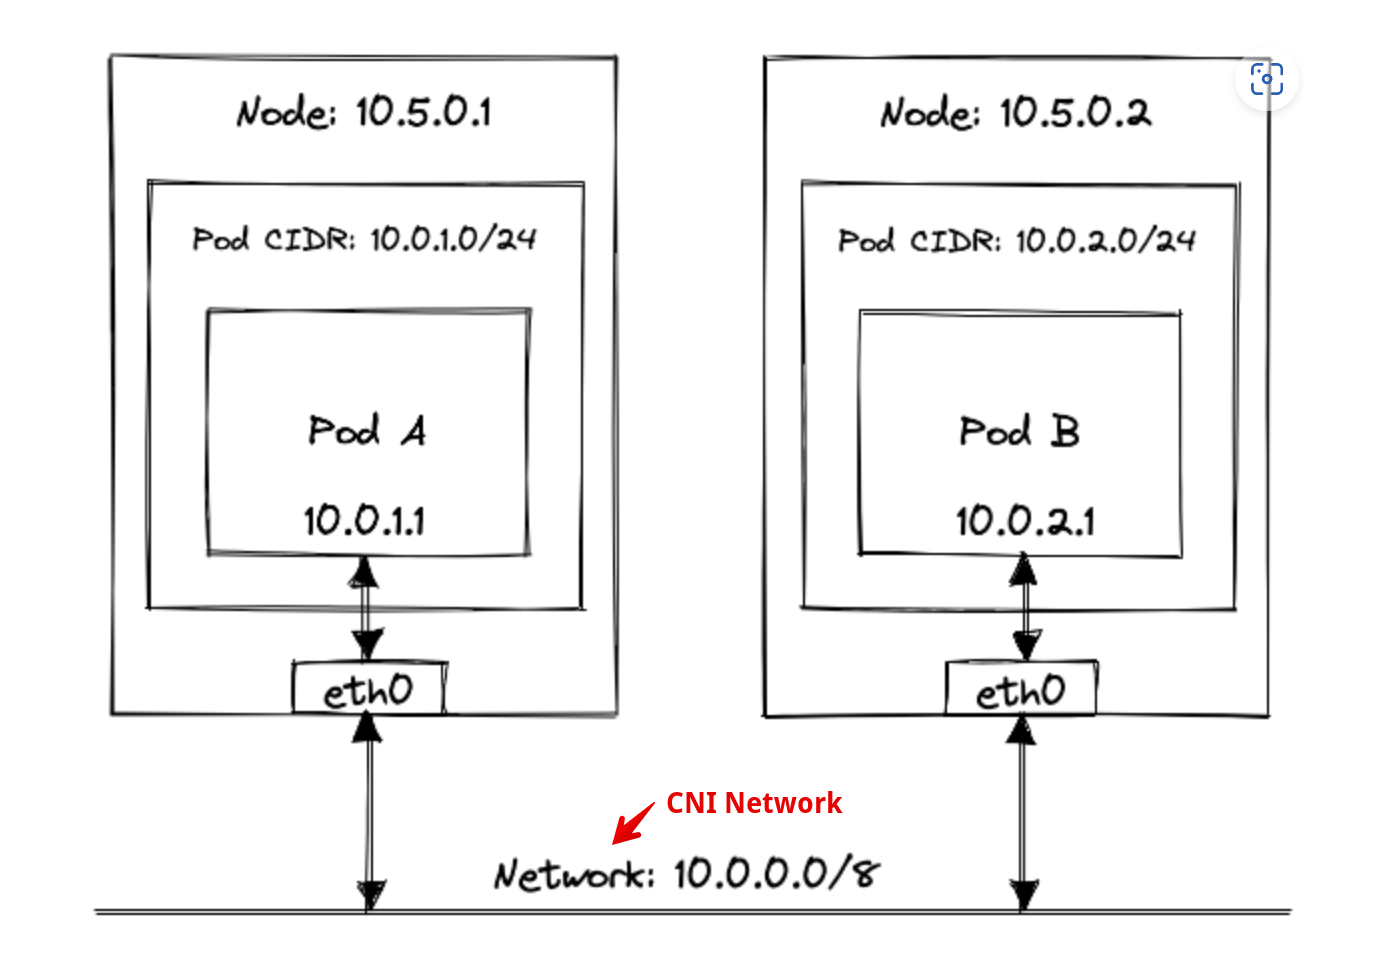 Node: 10.5.0.1
Pod CIDR: 10.0.1.0/24
Pod A
10.0.1.1
eth0
Node: 10.5.0.2
Pod CIDR: 10.0.2.0/24
Pod B
10.0.2.1
eth0
CNI Network
Network: 10.0.0.0/8